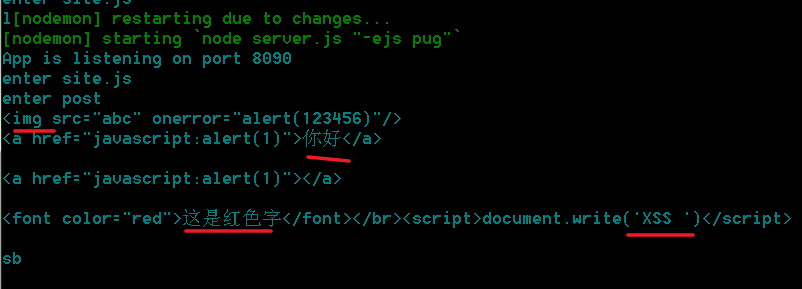 enter site.js
l[nodemon] restarting due to changes...
[nodemon] starting `node server.js "-ejs pug"`
App is listening on port 8090
enter site.js
enter post
<img src="abc" onerror="alert(123456)"/>
<a href="javascript:alert(1)">你好</a>
<a href="javascript:alert(1)"></a>
<font color="red">这是红色字</font></br><script>document.write('XSS ')</script>
sb